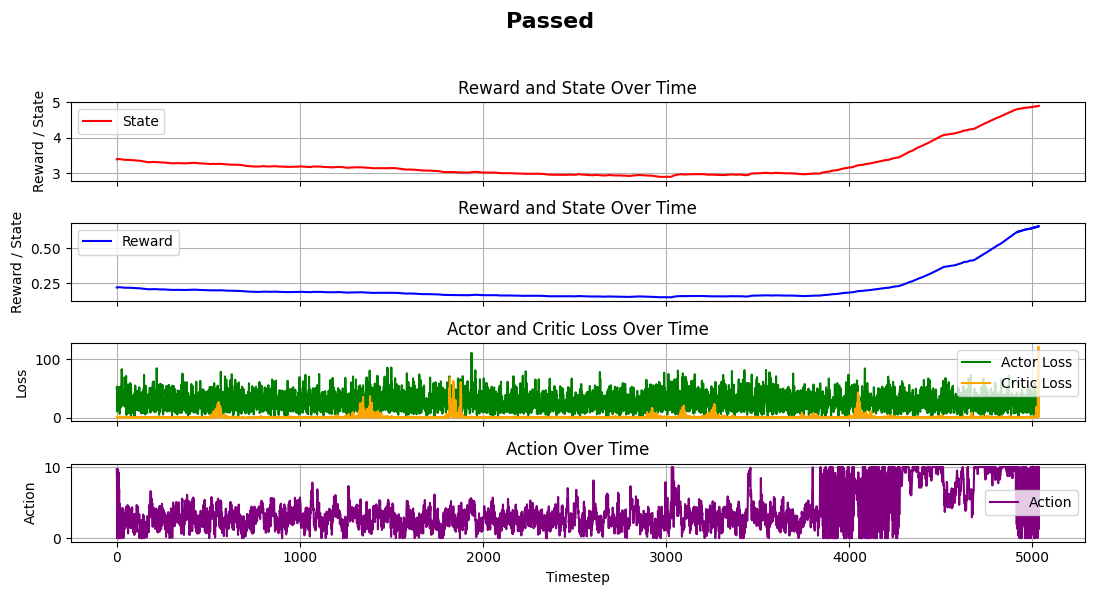 Passed
Reward and State Over Time
Reward / State
5
4
3
State
Reward and State Over Time
Reward / State
0.50
0.25
Reward
Actor and Critic Loss Over Time
Loss
100
0
Actor Loss
Critic Loss
Action Over Time
Action
10
0
Action
0 1000 2000 3000 4000 5000
Timestep